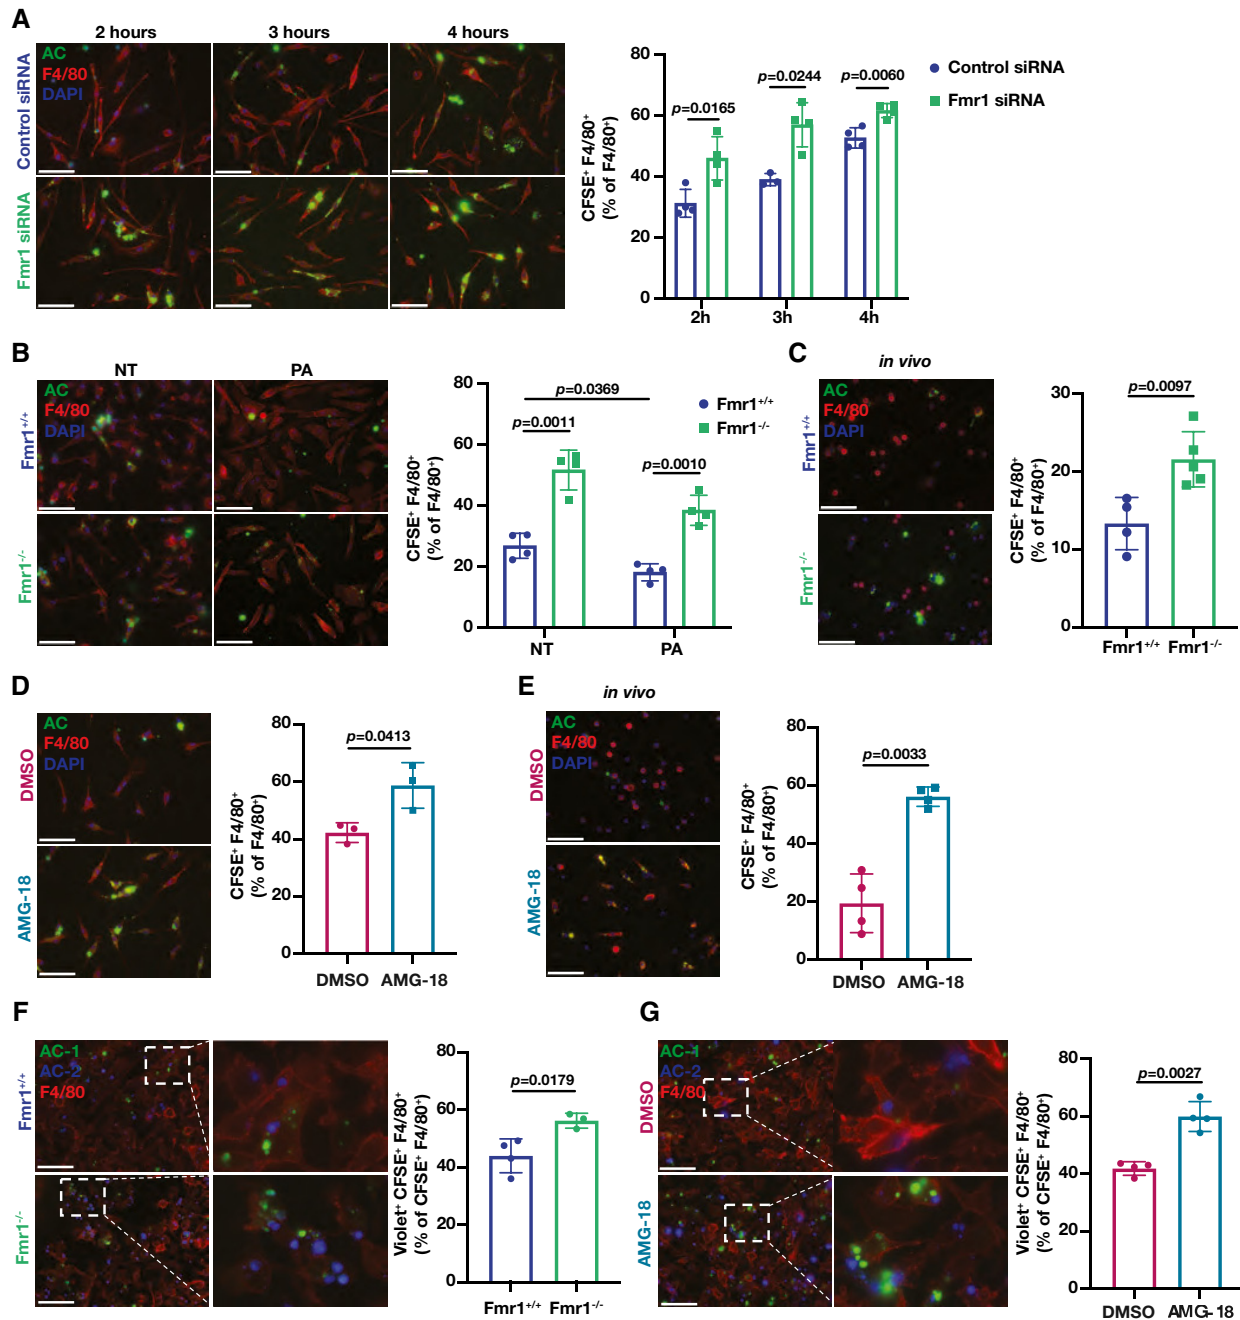 A
2 hours
3 hours
4 hours
Control siRNA
Fmr1 siRNA
AC
F4/80
DAPI
CFSE⁺ F4/80⁺
(% of F4/80⁺)
80
60
40
20
0
p=0.0165
p=0.0244
p=0.0060
2h
3h
4h
Control siRNA
Fmr1 siRNA
B
NT
PA
Fmr1⁺/⁺
Fmr1⁻/⁻
AC
F4/80
DAPI
CFSE⁺ F4/80⁺
(% of F4/80⁺)
80
60
40
20
0
p=0.0369
p=0.0011
p=0.0010
Fmr1⁺/⁺
Fmr1⁻/⁻
NT
PA
C
in vivo
Fmr1⁺/⁺
Fmr1⁻/⁻
AC
F4/80
DAPI
CFSE⁺ F4/80⁺
(% of F4/80⁺)
30
20
10
0
p=0.0097
Fmr1⁺/⁺
Fmr1⁻/⁻
D
DMSO
AMG-18
AC
F4/80
DAPI
CFSE⁺ F4/80⁺
(% of F4/80⁺)
80
60
40
20
0
p=0.0413
DMSO
AMG-18
E
in vivo
DMSO
AMG-18
AC
F4/80
DAPI
CFSE⁺ F4/80⁺
(% of F4/80⁺)
80
60
40
20
0
p=0.0033
DMSO
AMG-18
F
Fmr1⁺/⁺
Fmr1⁻/⁻
AC-1
AC-2
F4/80
Violet⁺ CFSE⁺ F4/80⁺
(% of CFSE⁺ F4/80⁺)
80
60
40
20
0
p=0.0179
Fmr1⁺/⁺
Fmr1⁻/⁻
G
DMSO
AMG-18
AC-1
AC-2
F4/80
Violet⁺ CFSE⁺ F4/80⁺
(% of CFSE⁺ F4/80⁺)
80
60
40
20
0
p=0.0027
DMSO
AMG-18